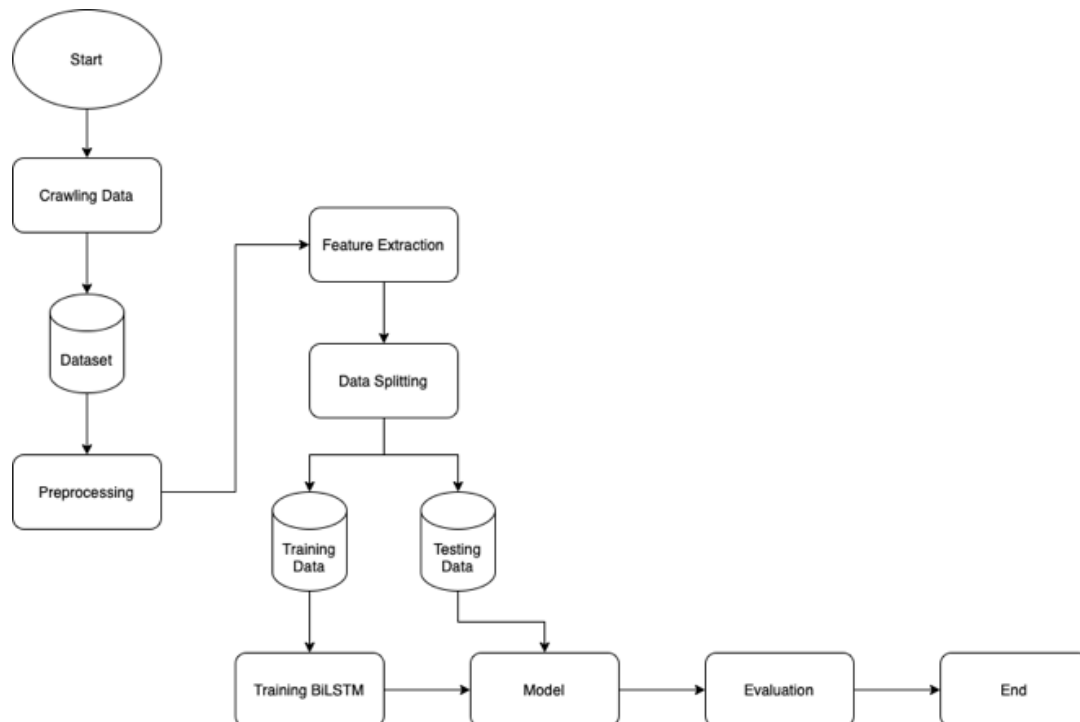 Start
Crawling Data
Dataset
Preprocessing
Feature Extraction
Data Splitting
Training
Data
Testing
Data
Training BiLSTM
Model
Evaluation
End